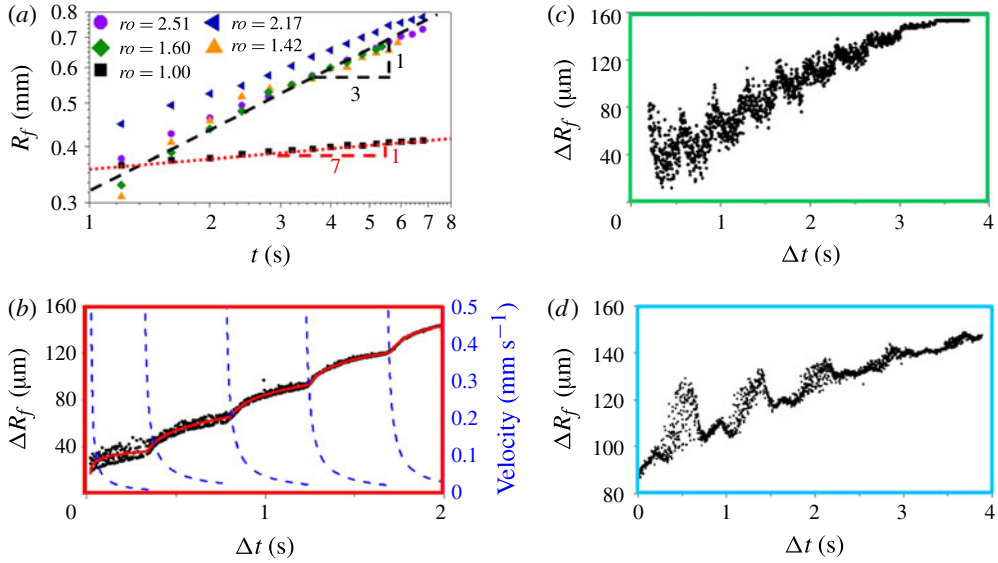 (a)
0.8
0.7
0.6
0.5
0.4
0.3
R_f (mm)
ro = 2.51
ro = 2.17
ro = 1.60
ro = 1.42
ro = 1.00
1
3
7
1
1 2 3 4 5 6 7 8
t (s)
(c)
160
120
80
40
0
ΔR_f (μm)
1 2 3 4
Δt (s)
(b)
160
120
80
40
ΔR_f (μm)
0 1 2
Δt (s)
0.5
0.4
0.3
0.2
0.1
0
Velocity (mm s⁻¹)
(d)
160
140
120
100
80
ΔR_f (μm)
0 1 2 3 4
Δt (s)